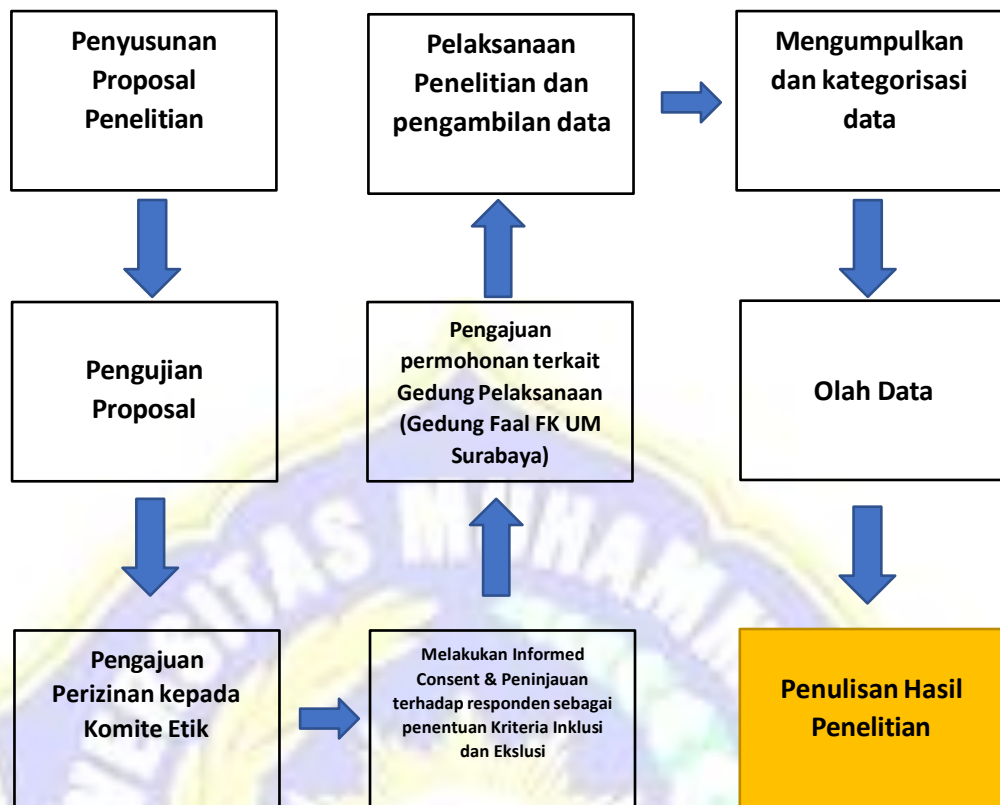 Penyusunan
Proposal
Penelitian
Pengujian
Proposal
Pengajuan
Perizinan kepada
Komite Etik
Melakukan Informed
Consent & Peninjauan
terhadap responden sebagai
penentuan Kriteria Inklusi
dan Ekslusi
Pengajuan
permohonan terkait
Gedung Pelaksanaan
(Gedung Faal FK UM
Surabaya)
Pelaksanaan
Penelitian dan
pengambilan data
Mengumpulkan
dan kategorisasi
data
Olah Data
Penulisan Hasil
Penelitian